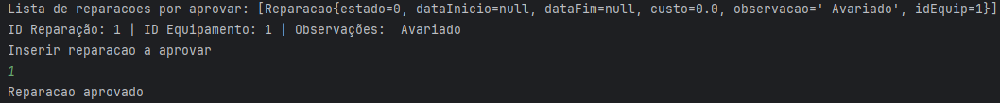 Lista de reparacoes por aprovar: [Reparacao{estado=0, dataInicio=null, dataFim=null, custo=0.0, observacao=' Avariado', idEquip=1}]
ID Reparação: 1 | ID Equipamento: 1 | Observações:  Avariado
Inserir reparacao a aprovar
1
Reparacao aprovado